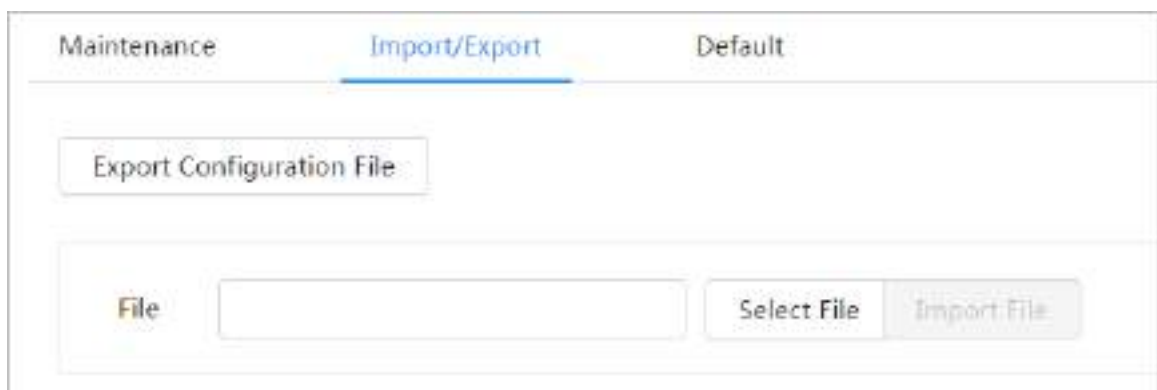 Maintenance Import/Export Default
Export Configuration File
File Select File Import File